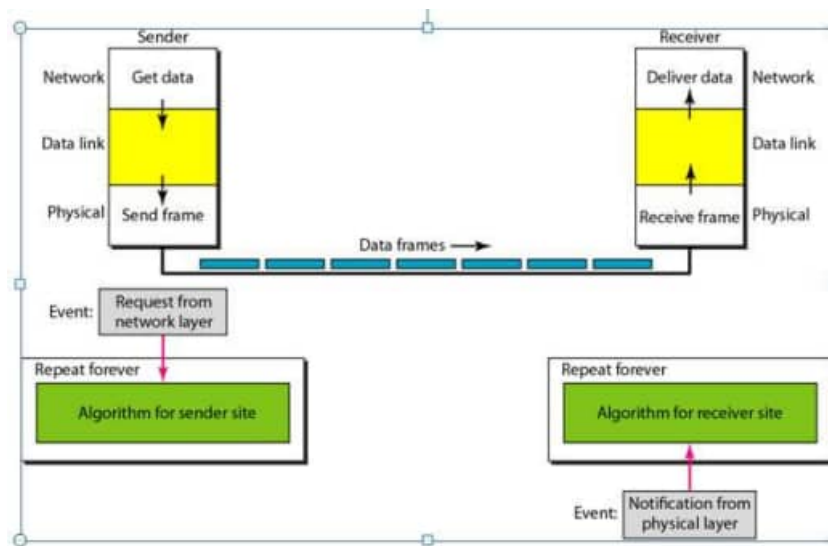 Sender
Receiver
Network
Get data
Deliver data
Network
Data link
Data link
Physical
Send frame
Receive frame
Physical
Data frames
Event:
Request from
network layer
Repeat forever
Algorithm for sender site
Repeat forever
Algorithm for receiver site
Event:
Notification from
physical layer